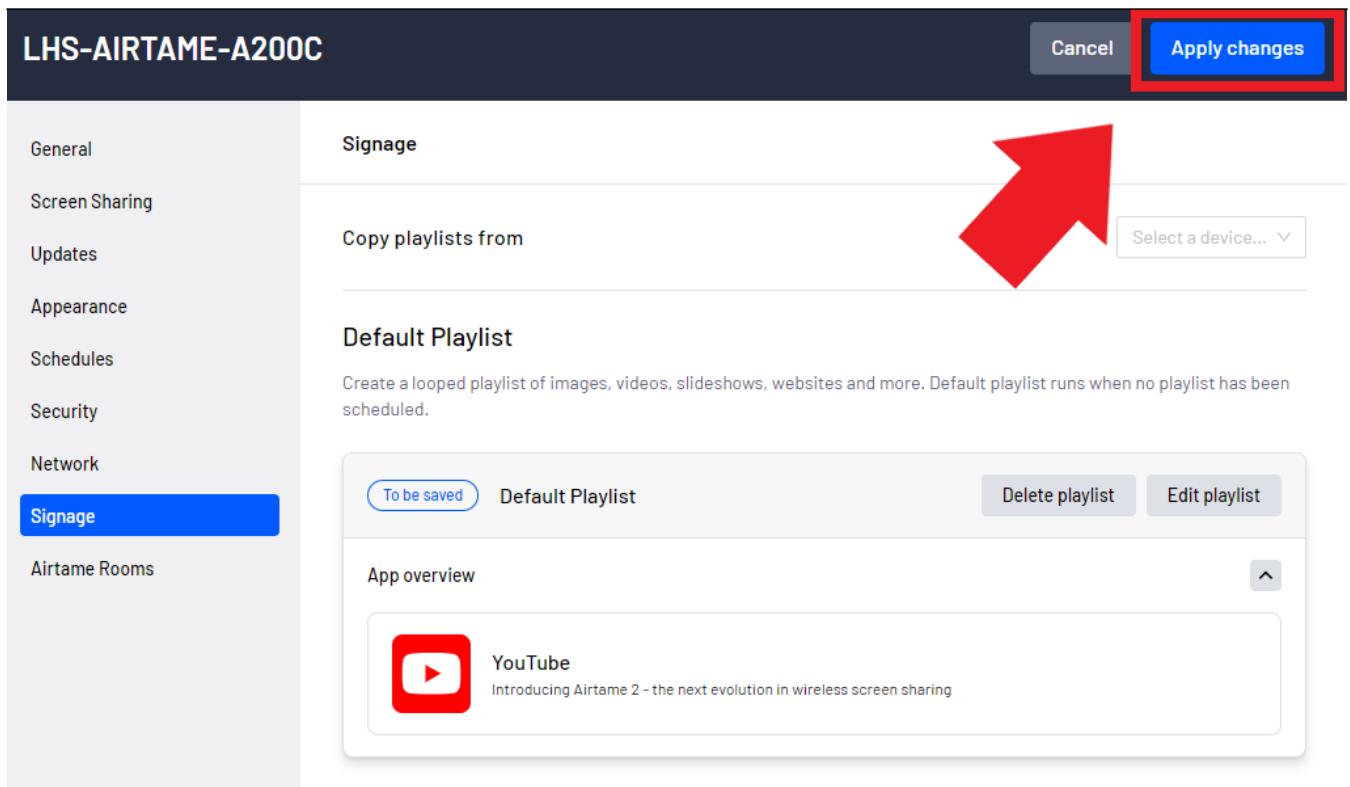 LHS-AIRTAME-A200C
Cancel
Apply changes
General
Screen Sharing
Updates
Appearance
Schedules
Security
Network
Signage
Airtame Rooms
Signage
Copy playlists from
Select a device...
Default Playlist
Create a looped playlist of images, videos, slideshows, websites and more. Default playlist runs when no playlist has been
scheduled.
To be saved
Default Playlist
Delete playlist
Edit playlist
App overview
YouTube
Introducing Airtame 2 - the next evolution in wireless screen sharing